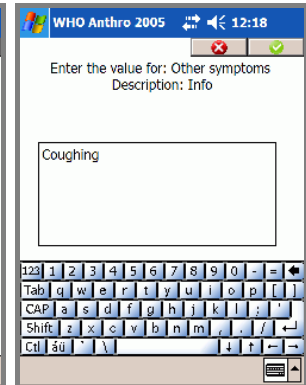 WHO Anthro 2005 12:18
Enter the value for: Other symptoms
Description: Info
Coughing
123 1 2 3 4 5 6 7 8 9 0 - =
Tab q w e r t y u i o p [ ]
CAP a s d f g h j k l ; '
Shift z x c v b n m , . /
Ctl áü ` \